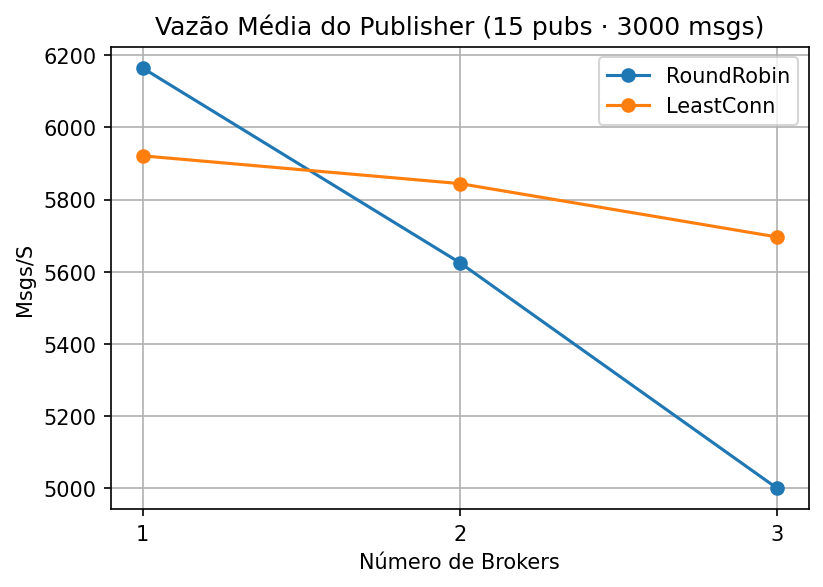 Vazão Média do Publisher (15 pubs · 3000 msgs)
RoundRobin
LeastConn
6200
6000
5800
5600
5400
5200
5000
Msgs/S
1
2
3
Número de Brokers